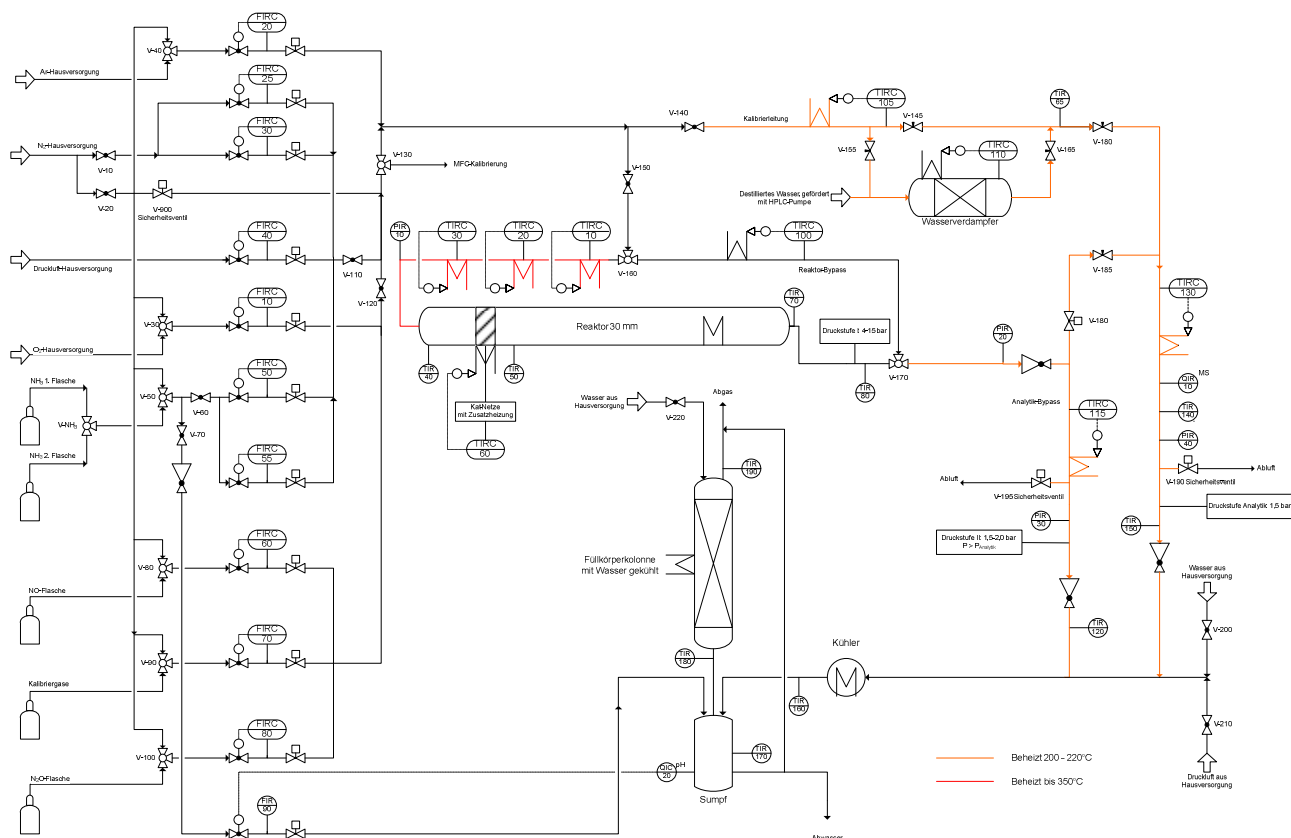 FIRC
20
V-40
Ar-Hausversorgung
FIRC
25
FIRC
30
N₂-Hausversorgung
V-10
V-20
V-900
Sicherheitsventil
V-130
MFC-Kalibrierung
FIRC
40
Druckluft-Hausversorgung
V-110
V-120
FIRC
10
V-30
O₂-Hausversorgung
FIRC
50
NH₃ 1. Flasche
V-50
V-60
V-NH₃
V-70
NH₃ 2. Flasche
FIRC
55
FIRC
60
V-80
NO-Flasche
FIRC
70
V-90
Kalibriergase
FIRC
80
V-100
N₂O-Flasche
FIR
90
V-140
Kalibrierleitung
TIRC
105
V-145
TIR
65
V-180
V-155
TIRC
110
V-165
V-150
Destilliertes Wasser, gefördert
mit HPLC-Pumpe
Wasserverdampfer
PIR
10
TIRC
30
TIRC
20
TIRC
10
V-160
TIRC
100
Reaktor-Bypass
V-185
TIRC
130
TIR
70
Reaktor 30 mm
Druckstufe I: 4-15 bar
PIR
20
V-180
TIR
40
TIR
50
V-170
TIR
80
QIR
10
MS
Kat-Netze
mit Zusatzheizung
TIRC
60
Wasser aus
Hausversorgung
V-220
Abgas
Analytik-Bypass
TIRC
115
TIR
140
PIR
40
TIR
190
Abluft
V-195 Sicherheitsventil
Abluft
V-190 Sicherheitsventil
PIR
30
TIR
150
Druckstufe Analytik: 1,5 bar
Druckstufe II: 1,5-2,0 bar
P > P Analytik
Füllkörperkolonne
mit Wasser gekühlt
Wasser aus
Hausversorgung
TIR
120
V-200
TIR
180
Kühler
TIR
160
V-210
TIR
170
QIC
20
pH
Sumpf
Beheizt 200 - 220°C
Beheizt bis 350°C
Druckluft aus
Hausversorgung
Abwasser